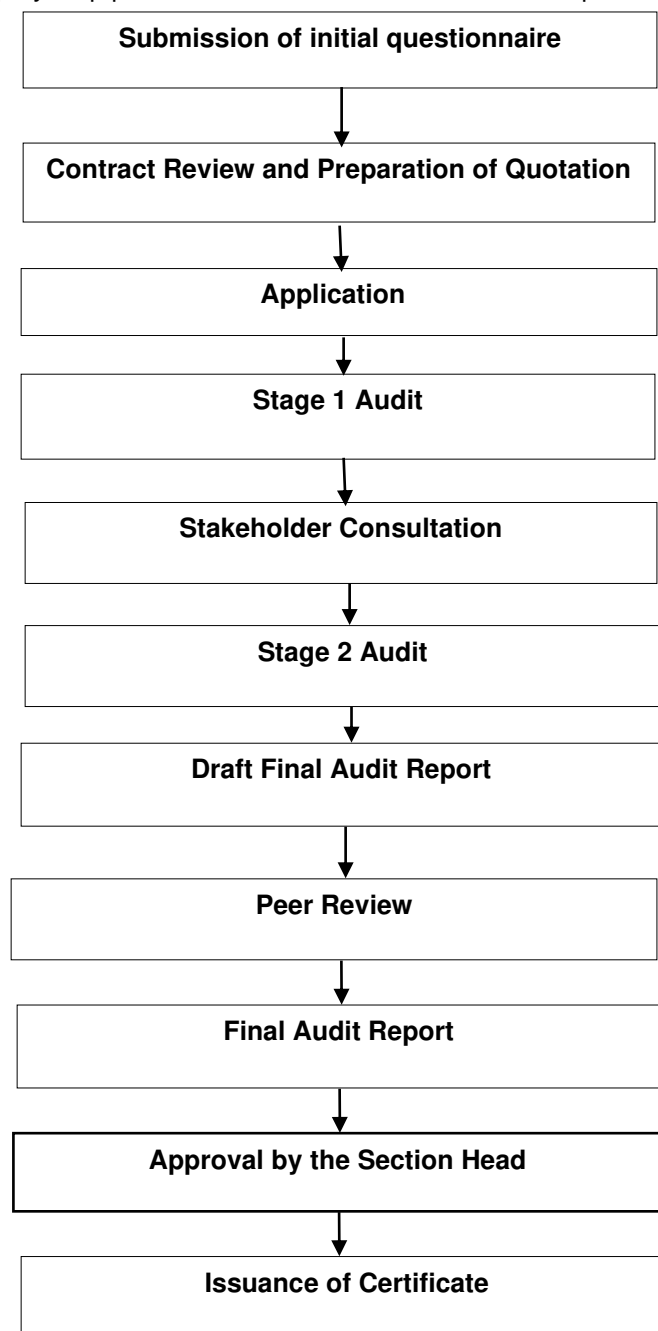 Submission of initial questionnaire
Contract Review and Preparation of Quotation
Application
Stage 1 Audit
Stakeholder Consultation
Stage 2 Audit
Draft Final Audit Report
Peer Review
Final Audit Report
Approval by the Section Head
Issuance of Certificate